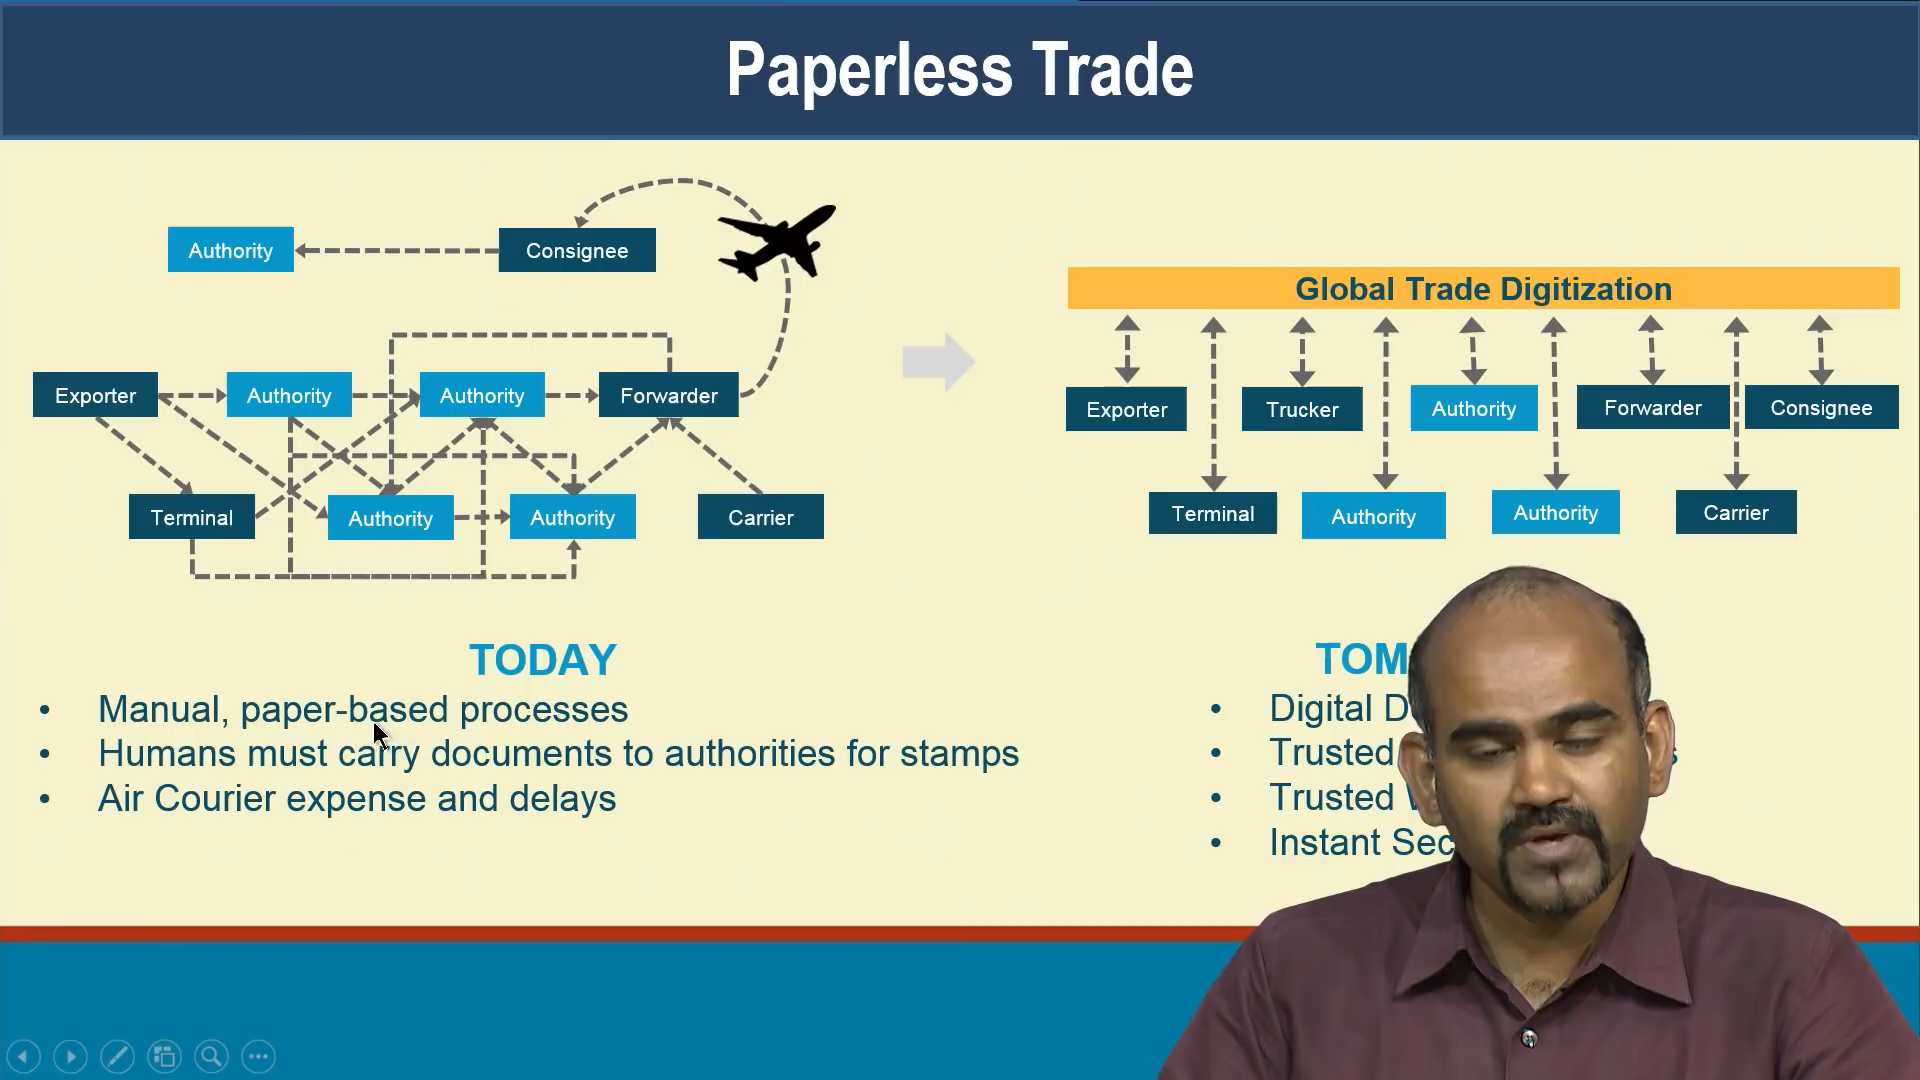 Paperless Trade
Authority
Consignee
Exporter
Authority
Authority
Forwarder
Terminal
Authority
Authority
Carrier
Global Trade Digitization
Exporter
Trucker
Authority
Forwarder
Consignee
Terminal
Authority
Authority
Carrier
TODAY
• Manual, paper-based processes
• Humans must carry documents to authorities for stamps
• Air Courier expense and delays
• Digital
• Trusted
• Trusted
• Instant